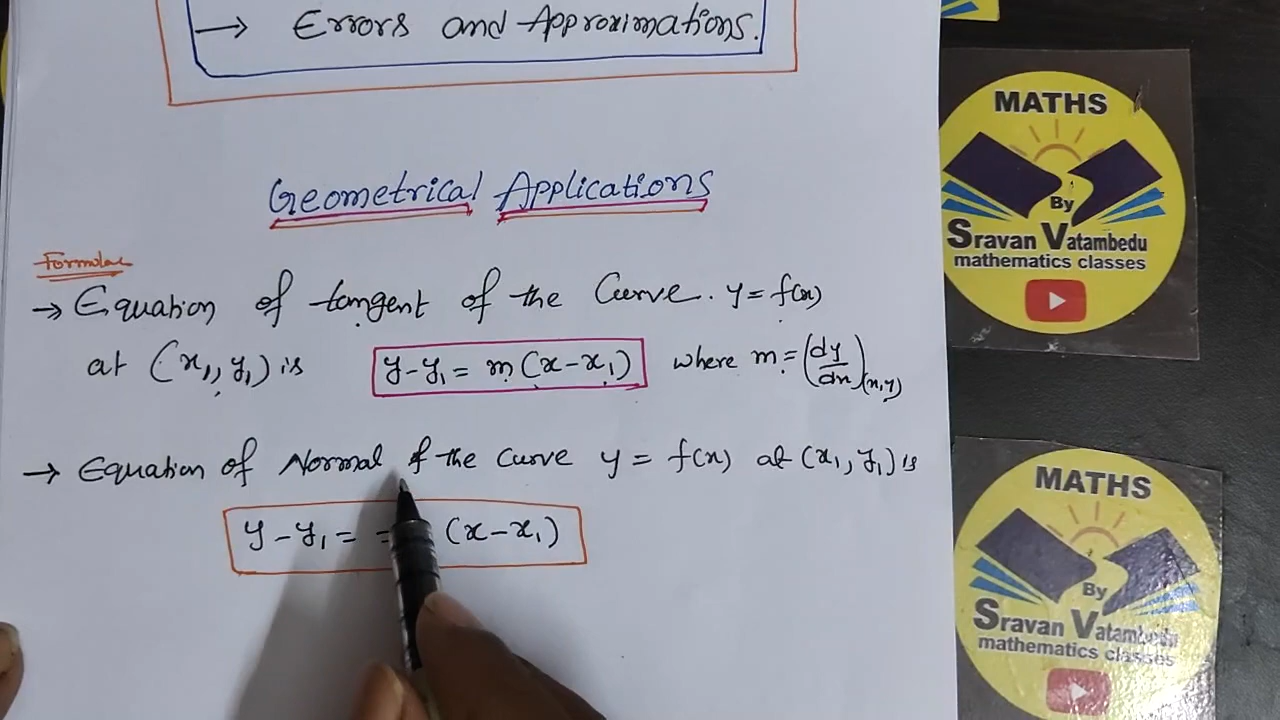 → Errors and Approximations.
Geometrical Applications
Formulae
→ Equation of tangent of the Curve. y = f(x)
at (x₁, y₁) is y - y₁ = m (x - x₁) where m = (dy/dx)(x,y)
→ Equation of Normal of the Curve y = f(x) at (x₁, y₁) is
y - y₁ = (x - x₁)
MATHS
By
Sravan Vatambedu
mathematics classes
MATHS
By
Sravan Vatambedu
mathematics classes